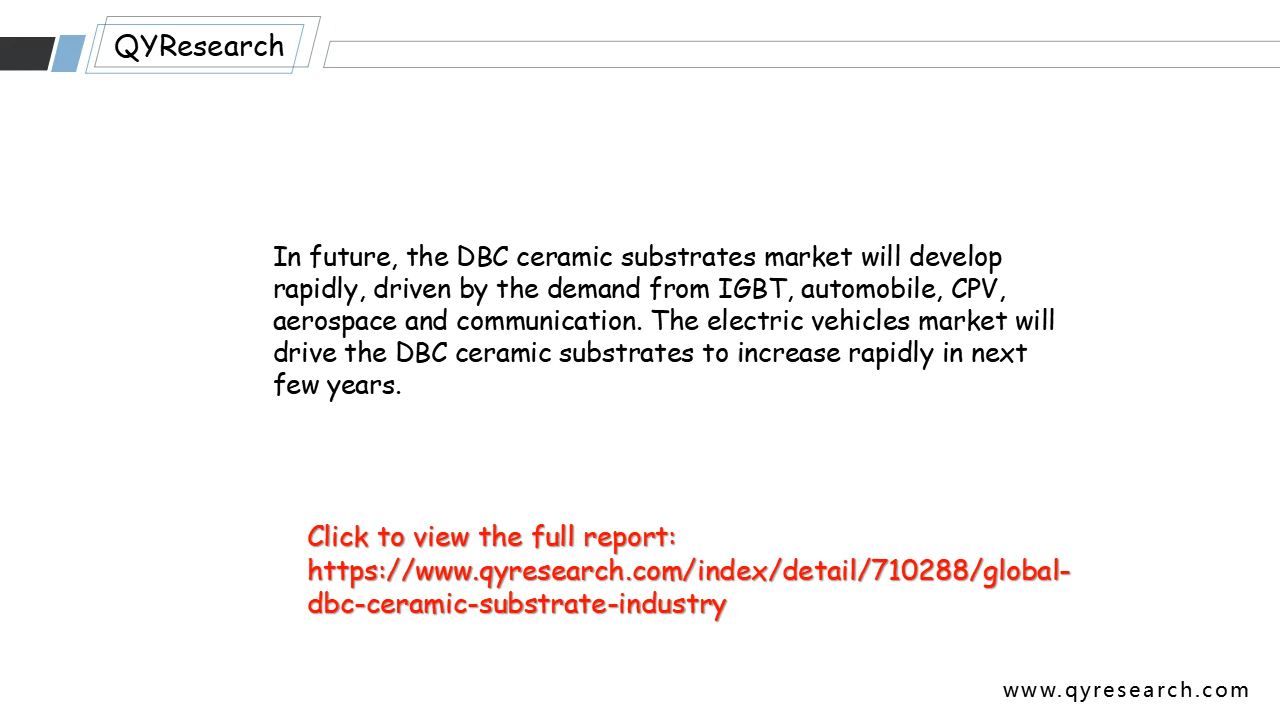 QYResearch
In future, the DBC ceramic substrates market will develop
rapidly, driven by the demand from IGBT, automobile, CPV,
aerospace and communication. The electric vehicles market will
drive the DBC ceramic substrates to increase rapidly in next
few years.
Click to view the full report:
https://www.qyresearch.com/index/detail/710288/global-
dbc-ceramic-substrate-industry
www.qyresearch.com